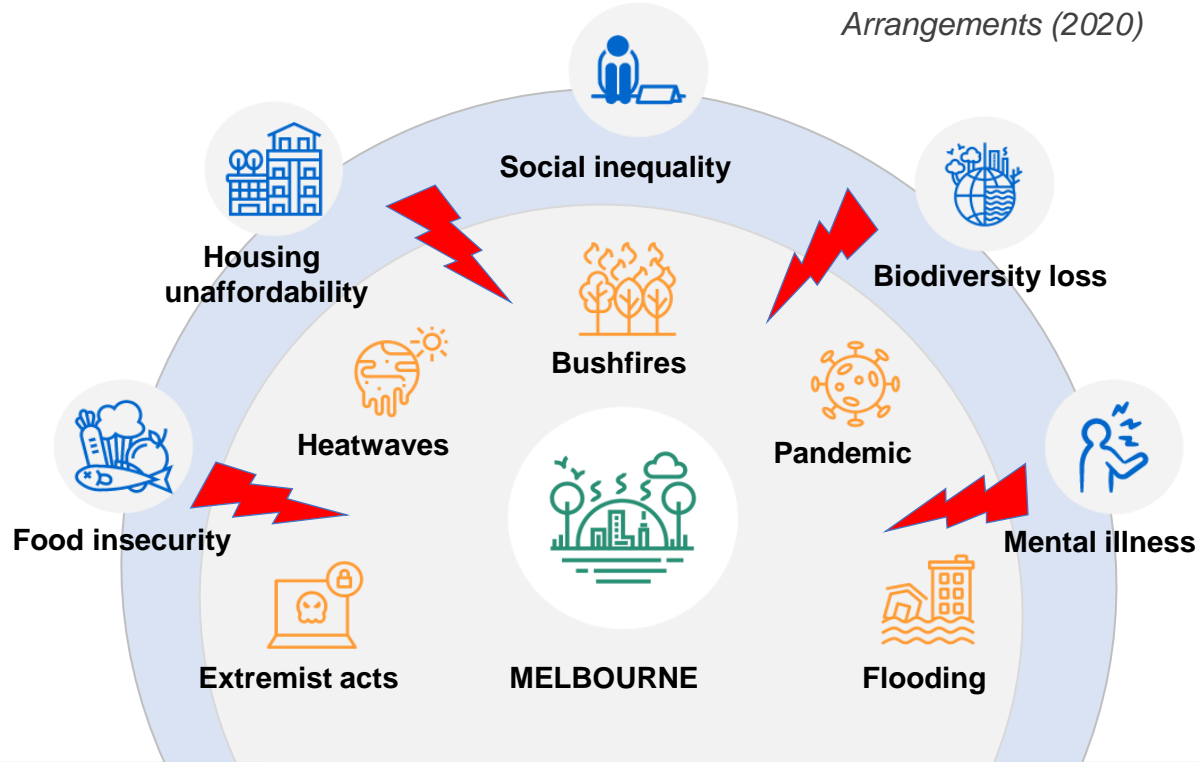 Arrangements (2020)
Social inequality
Housing
unaffordability
Biodiversity loss
Bushfires
Heatwaves
Pandemic
Food insecurity
Mental illness
Extremist acts
MELBOURNE
Flooding